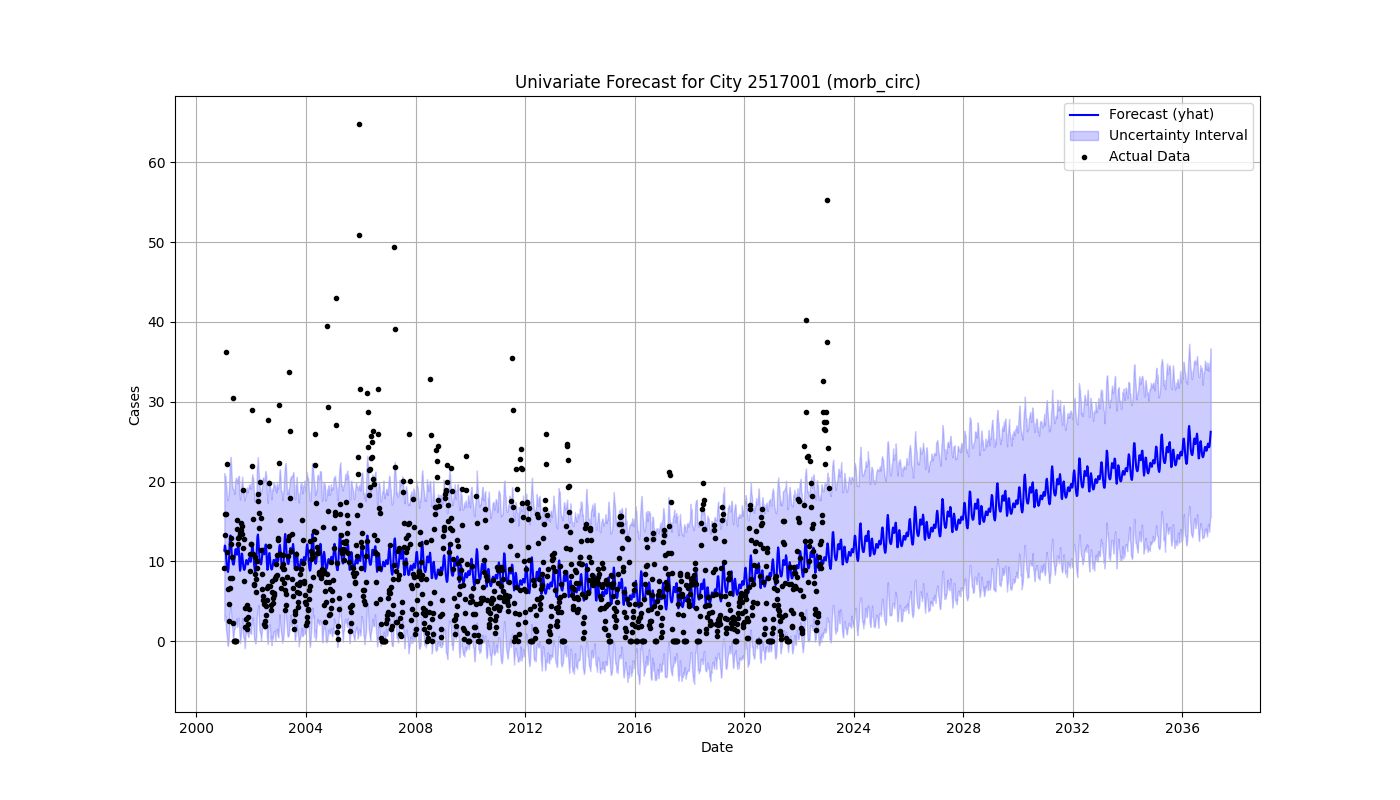 Univariate Forecast for City 2517001 (morb_circ)
Forecast (yhat)
Uncertainty Interval
Actual Data
Cases
60
50
40
30
20
10
0
2000 2004 2008 2012 2016 2020 2024 2028 2032 2036
Date